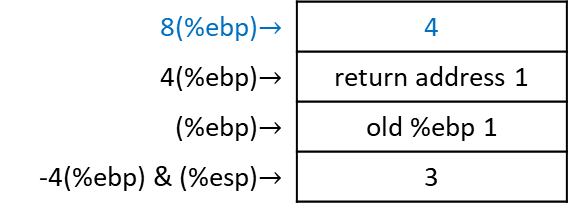 8(%ebp)→ 4
4(%ebp)→ return address 1
(%ebp)→ old %ebp 1
-4(%ebp) & (%esp)→ 3